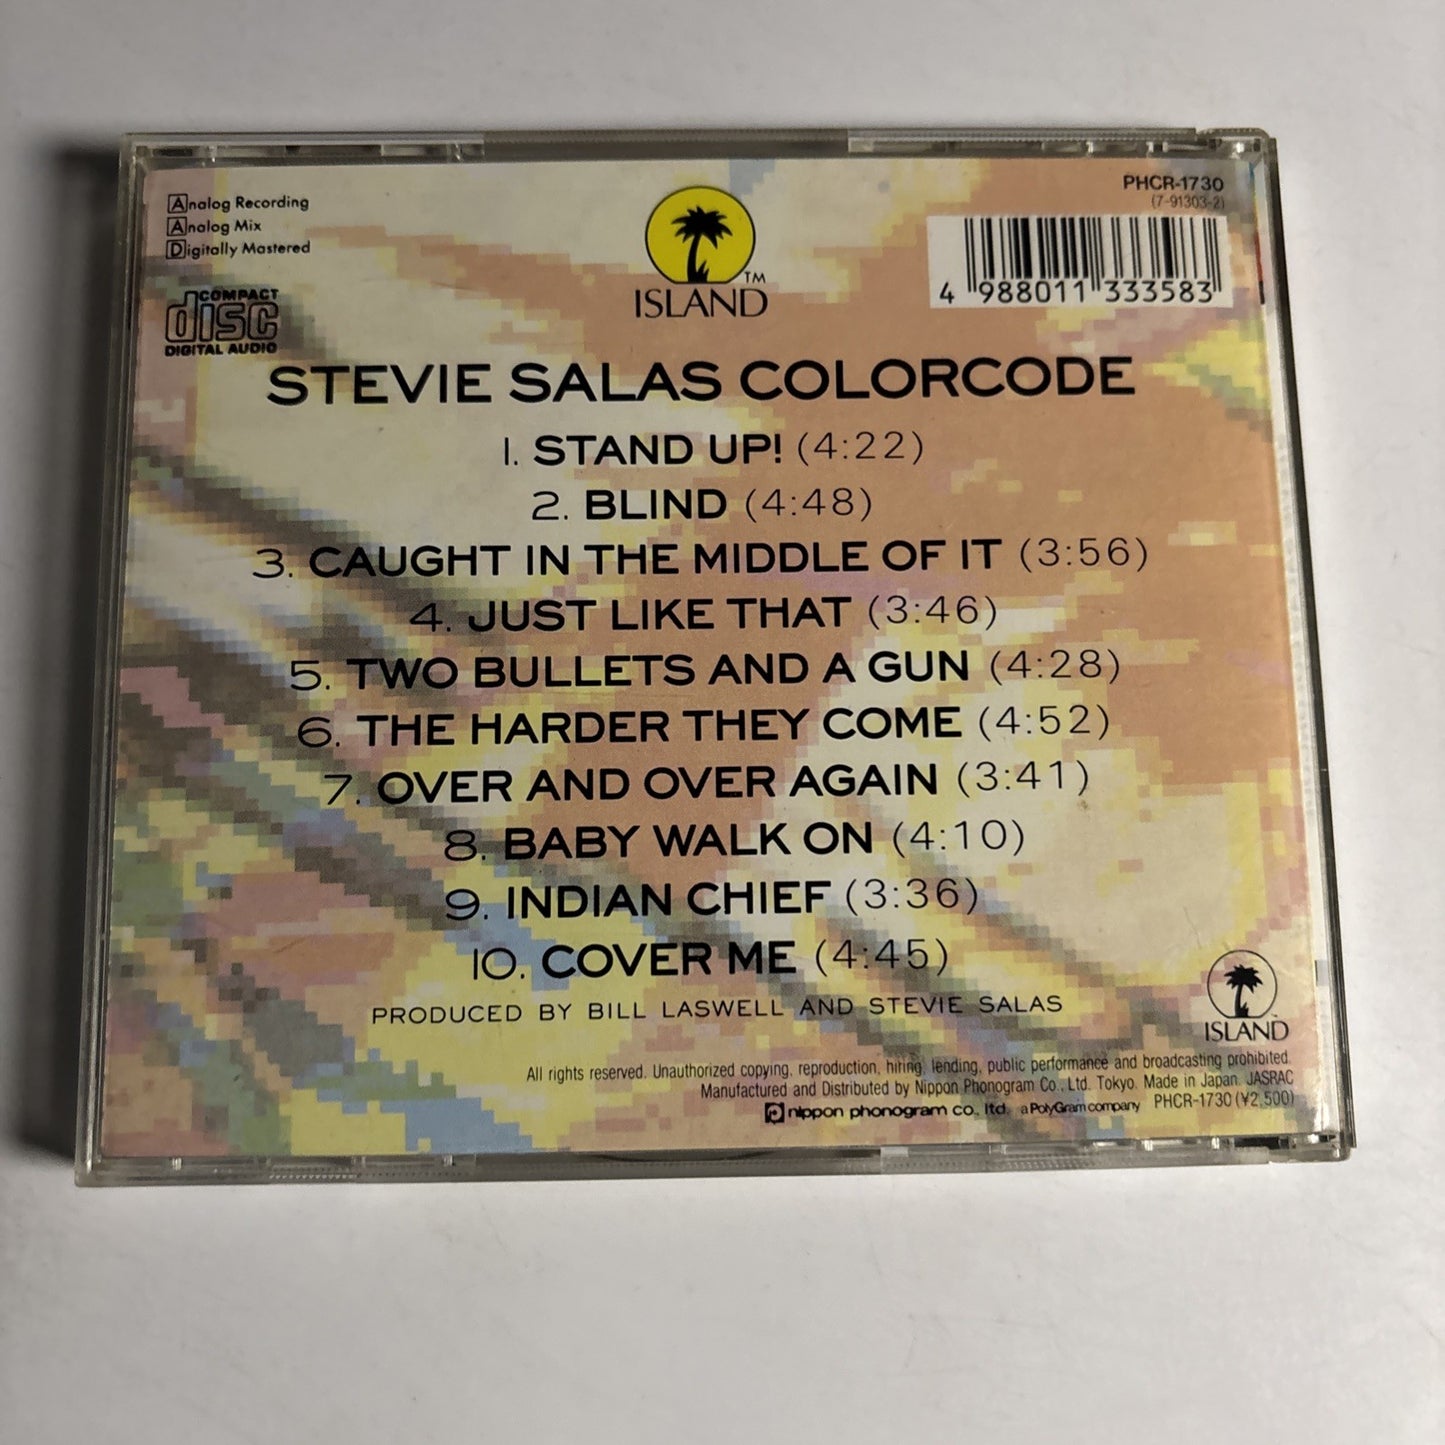 Analog Recording
Analog Mix
Digitally Mastered
COMPACT
disc
DIGITAL AUDIO
TM
ISLAND
PHCR-1730
(7-91303-2)
4 988011 333583
STEVIE SALAS COLORCODE
1. STAND UP! (4:22)
2. BLIND (4:48)
3. CAUGHT IN THE MIDDLE OF IT (3:56)
4. JUST LIKE THAT (3:46)
5. TWO BULLETS AND A GUN (4:28)
6. THE HARDER THEY COME (4:52)
7. OVER AND OVER AGAIN (3:41)
8. BABY WALK ON (4:10)
9. INDIAN CHIEF (3:36)
10. COVER ME (4:45)
PRODUCED BY BILL LASWELL AND STEVIE SALAS
ISLAND
All rights reserved. Unauthorized copying, reproduction, hiring, lending, public performance and broadcasting prohibited.
Manufactured and Distributed by Nippon Phonogram Co., Ltd. Tokyo. Made in Japan. JASRAC
nippon phonogram co., ltd. a PolyGram company PHCR-1730 (¥2,500)